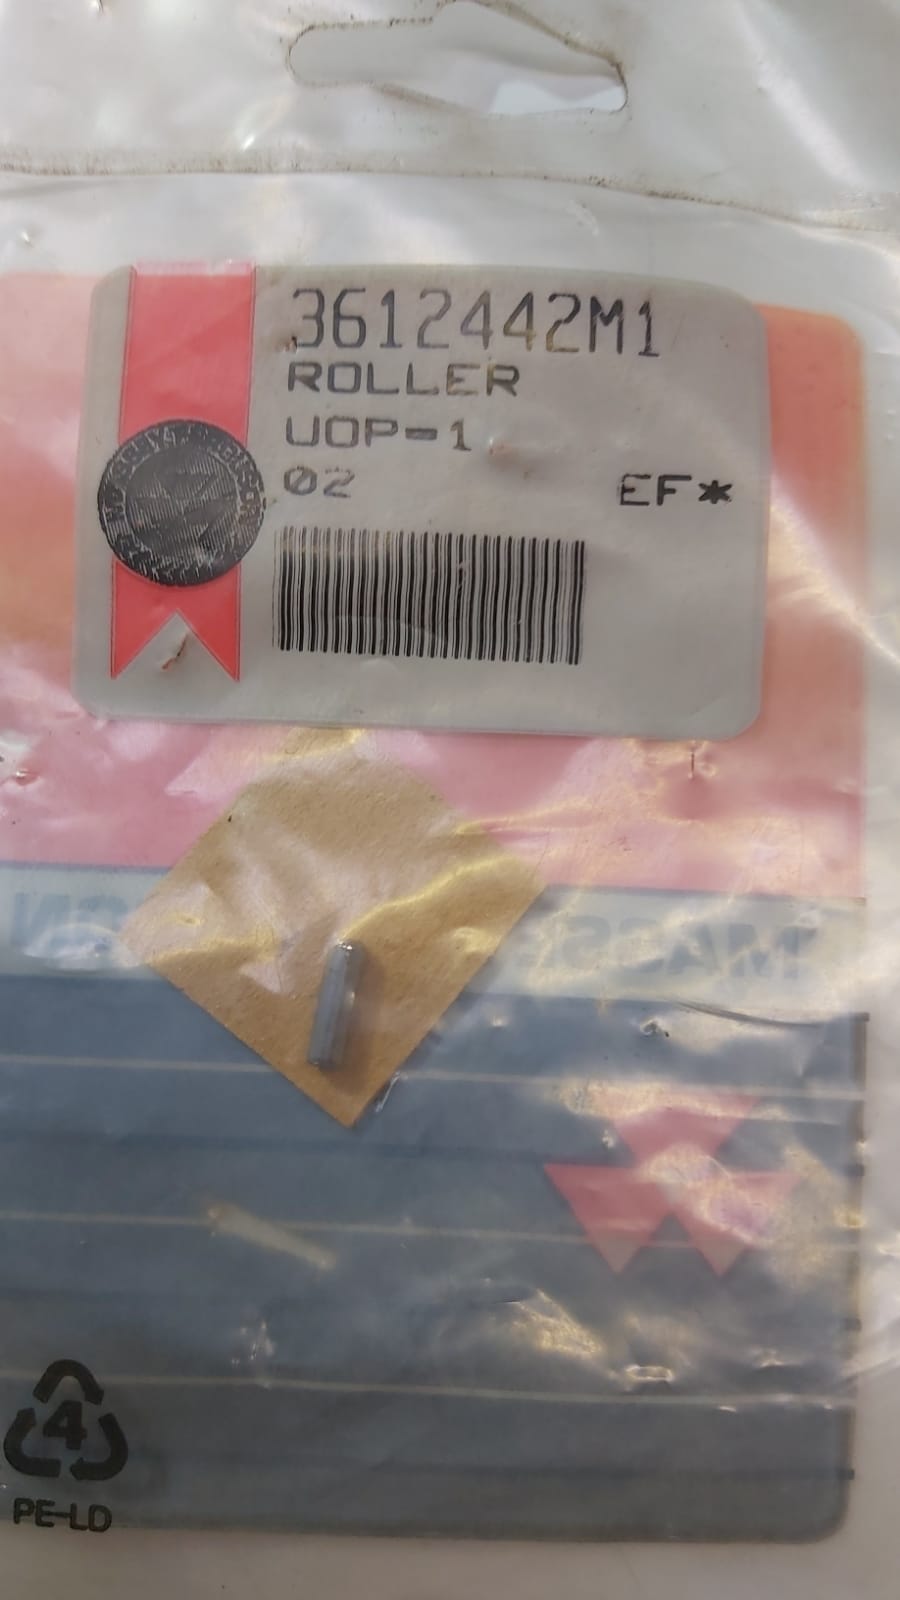 3612442M1
ROLLER
UOP-1
02 EF*
4
PE-LD